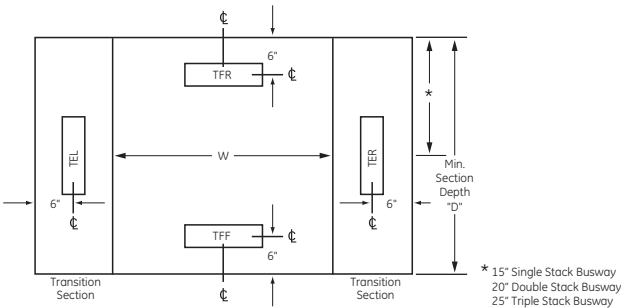 ℄
6"
TFR ℄
*
TEL
W
TER
Min.
Section
Depth
"D"
6"
℄
6"
℄
TFF ℄
6"
* 15" Single Stack Busway
20" Double Stack Busway
25" Triple Stack Busway
Transition
Section
℄
Transition
Section